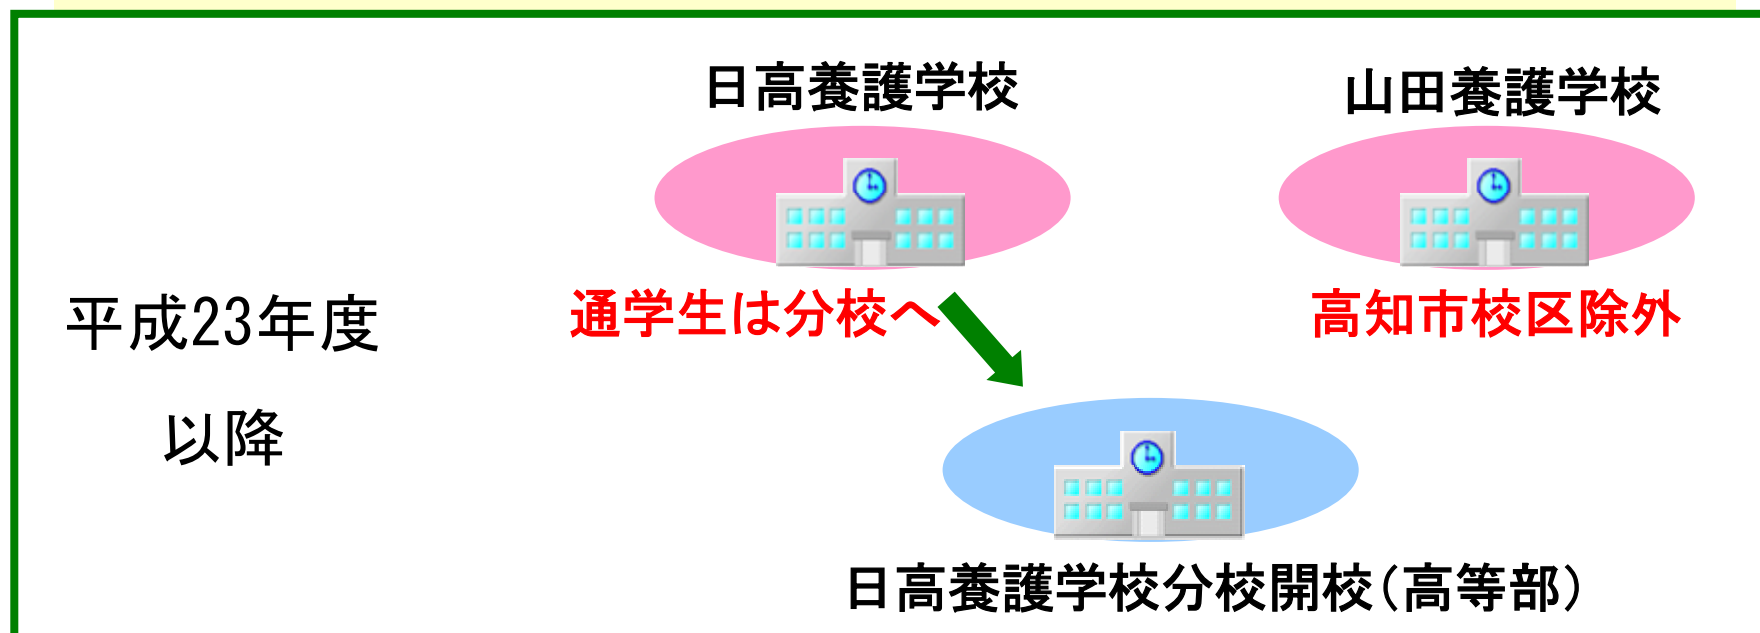 日高養護学校
山田養護学校
通学生は分校へ
高知市校区除外
平成23年度
以降
日高養護学校分校開校（高等部）